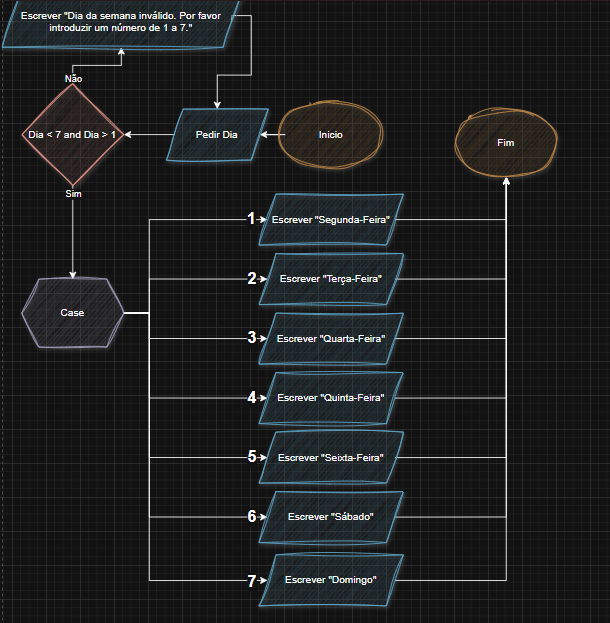 Escrever "Dia da semana inválido. Por favor
introduzir um número de 1 a 7."
Não
Dia < 7 and Dia > 1
Pedir Dia
Inicio
Fim
Sim
Case
1
Escrever "Segunda-Feira"
2
Escrever "Terça-Feira"
3
Escrever "Quarta-Feira"
4
Escrever "Quinta-Feira"
5
Escrever "Seixta-Feira"
6
Escrever "Sábado"
7
Escrever "Domingo"